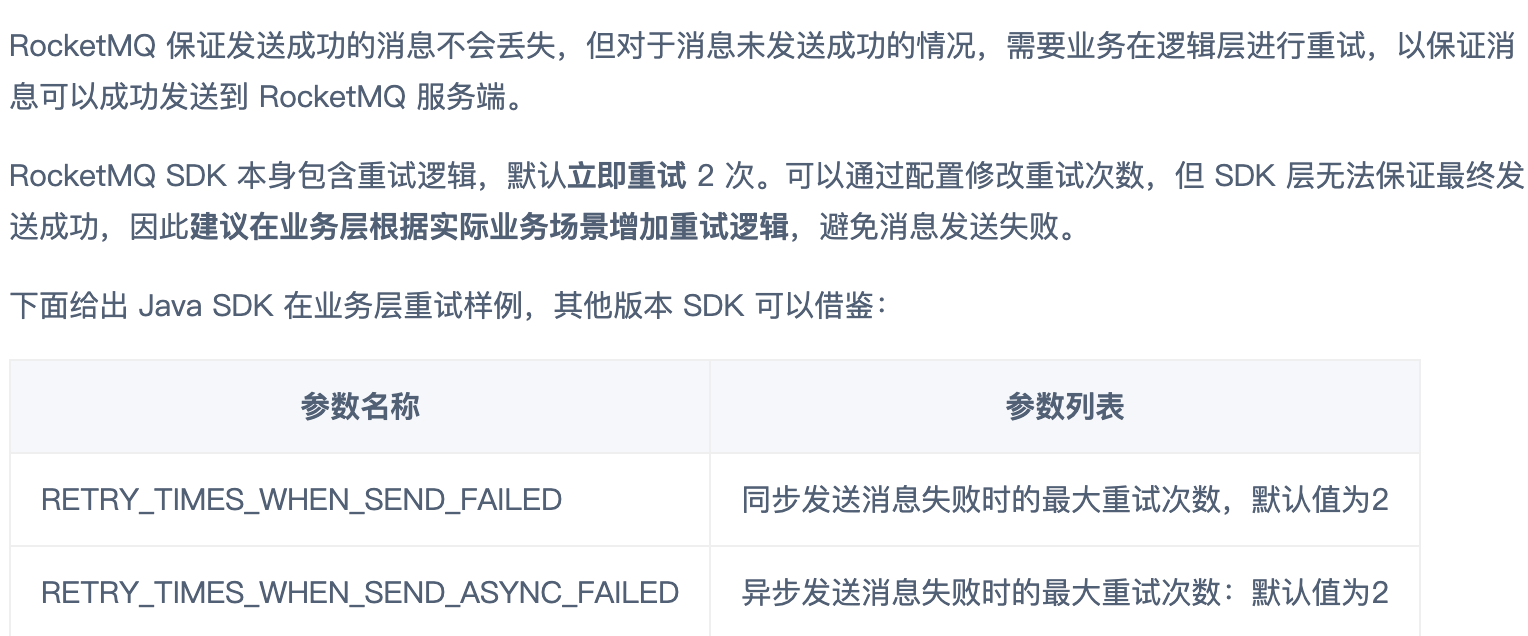 RocketMQ 保证发送成功的消息不会丢失，但对于消息未发送成功的情况，需要业务在逻辑层进行重试，以保证消
息可以成功发送到 RocketMQ 服务端。
RocketMQ SDK 本身包含重试逻辑，默认立即重试 2 次。可以通过配置修改重试次数，但 SDK 层无法保证最终发
送成功，因此建议在业务层根据实际业务场景增加重试逻辑，避免消息发送失败。
下面给出 Java SDK 在业务层重试样例，其他版本 SDK 可以借鉴：
参数名称 参数列表
RETRY_TIMES_WHEN_SEND_FAILED 同步发送消息失败时的最大重试次数，默认值为2
RETRY_TIMES_WHEN_SEND_ASYNC_FAILED 异步发送消息失败时的最大重试次数：默认值为2